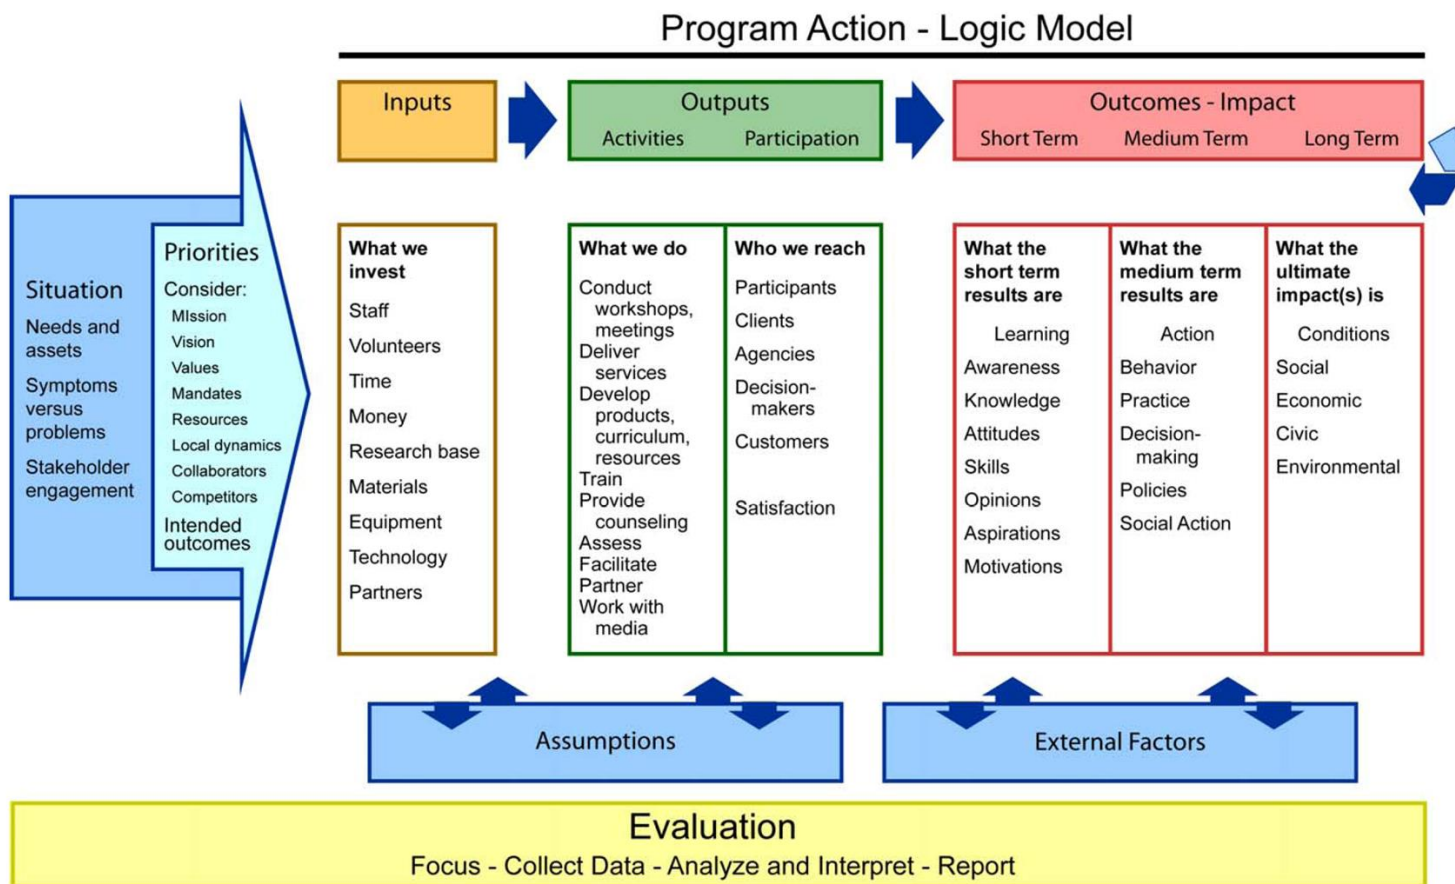 Program Action - Logic Model
Inputs
Outputs
Activities
Participation
Outcomes - Impact
Short Term
Medium Term
Long Term
Situation
Needs and
assets
Symptoms
versus
problems
Stakeholder
engagement
Priorities
Consider:
MIssion
Vision
Values
Mandates
Resources
Local dynamics
Collaborators
Competitors
Intended
outcomes
What we
invest
Staff
Volunteers
Time
Money
Research base
Materials
Equipment
Technology
Partners
What we do
Conduct
workshops,
meetings
Deliver
services
Develop
products,
curriculum,
resources
Train
Provide
counseling
Assess
Facilitate
Partner
Work with
media
Who we reach
Participants
Clients
Agencies
Decision-
makers
Customers
Satisfaction
What the
short term
results are
Learning
Awareness
Knowledge
Attitudes
Skills
Opinions
Aspirations
Motivations
What the
medium term
results are
Action
Behavior
Practice
Decision-
making
Policies
Social Action
What the
ultimate
impact(s) is
Conditions
Social
Economic
Civic
Environmental
Assumptions
External Factors
Evaluation
Focus - Collect Data - Analyze and Interpret - Report